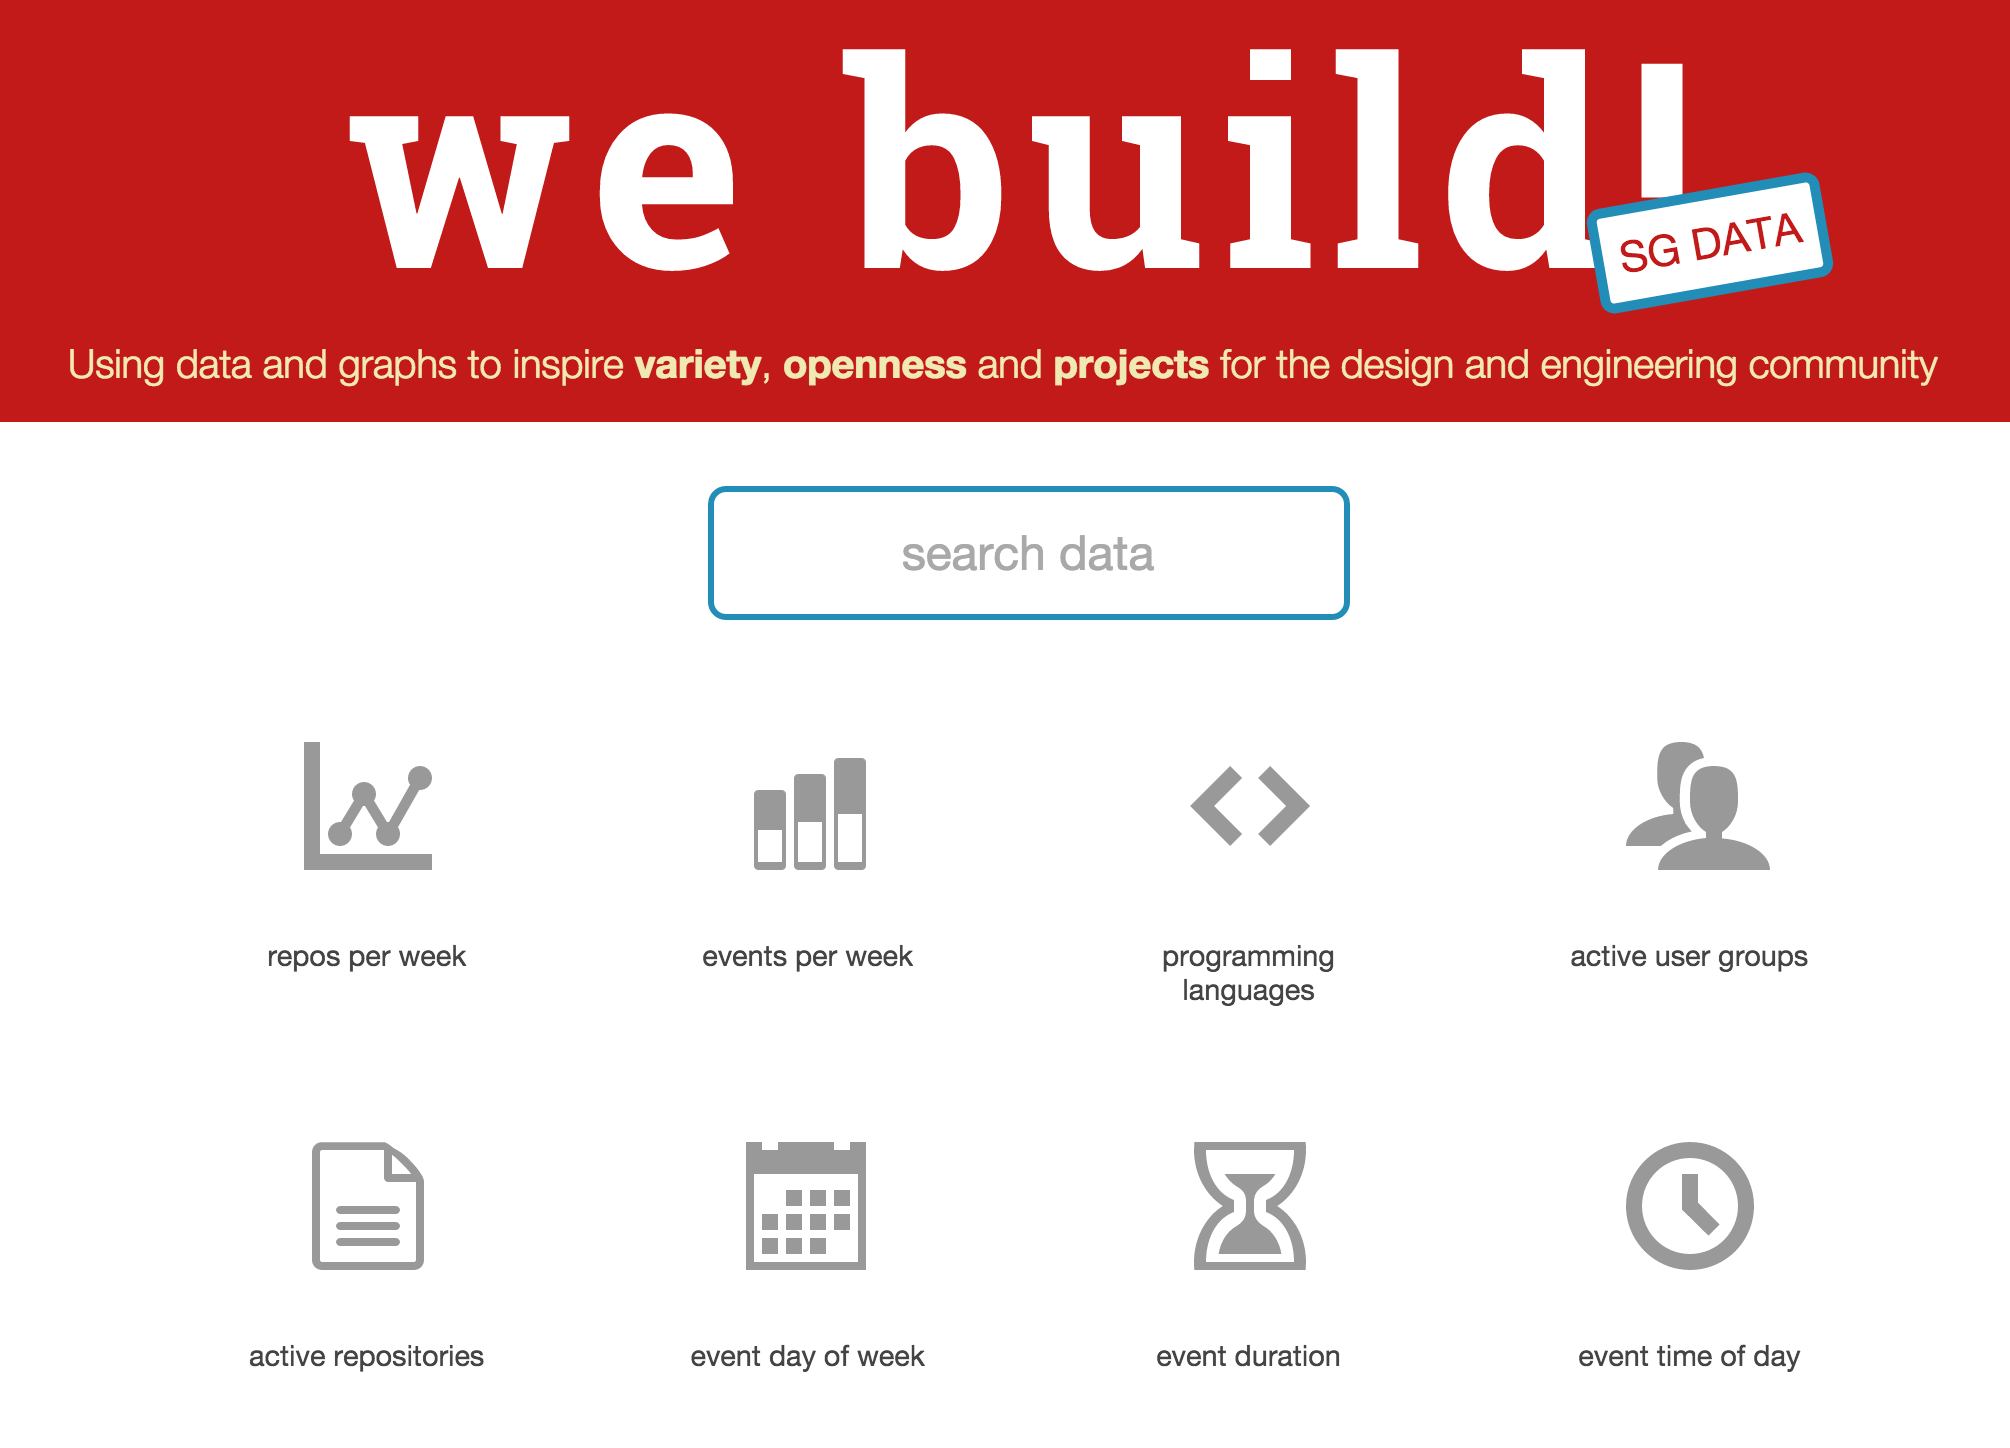 we build!
SG DATA
Using data and graphs to inspire variety, openness and projects for the design and engineering community
search data
repos per week
events per week
programming
languages
active user groups
active repositories
event day of week
event duration
event time of day